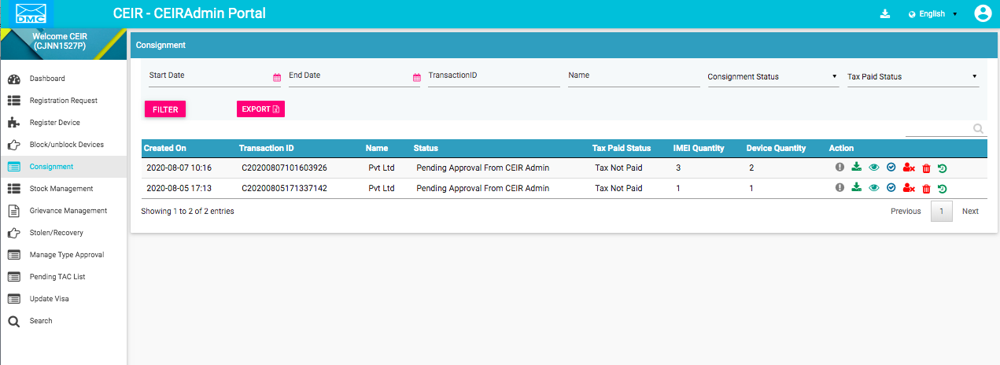 DMC
CEIR - CEIRAdmin Portal
English
Welcome CEIR
(CJNN1527P)
Dashboard
Registration Request
Register Device
Block/unblock Devices
Consignment
Stock Management
Grievance Management
Stolen/Recovery
Manage Type Approval
Pending TAC List
Update Visa
Search
Consignment
Start Date End Date TransactionID Name Consignment Status Tax Paid Status
FILTER EXPORT
Created On Transaction ID Name Status Tax Paid Status IMEI Quantity Device Quantity Action
2020-08-07 10:16 C20200807101603926 Pvt Ltd Pending Approval From CEIR Admin Tax Not Paid 3 2
2020-08-05 17:13 C20200805171337142 Pvt Ltd Pending Approval From CEIR Admin Tax Not Paid 1 1
Showing 1 to 2 of 2 entries Previous 1 Next